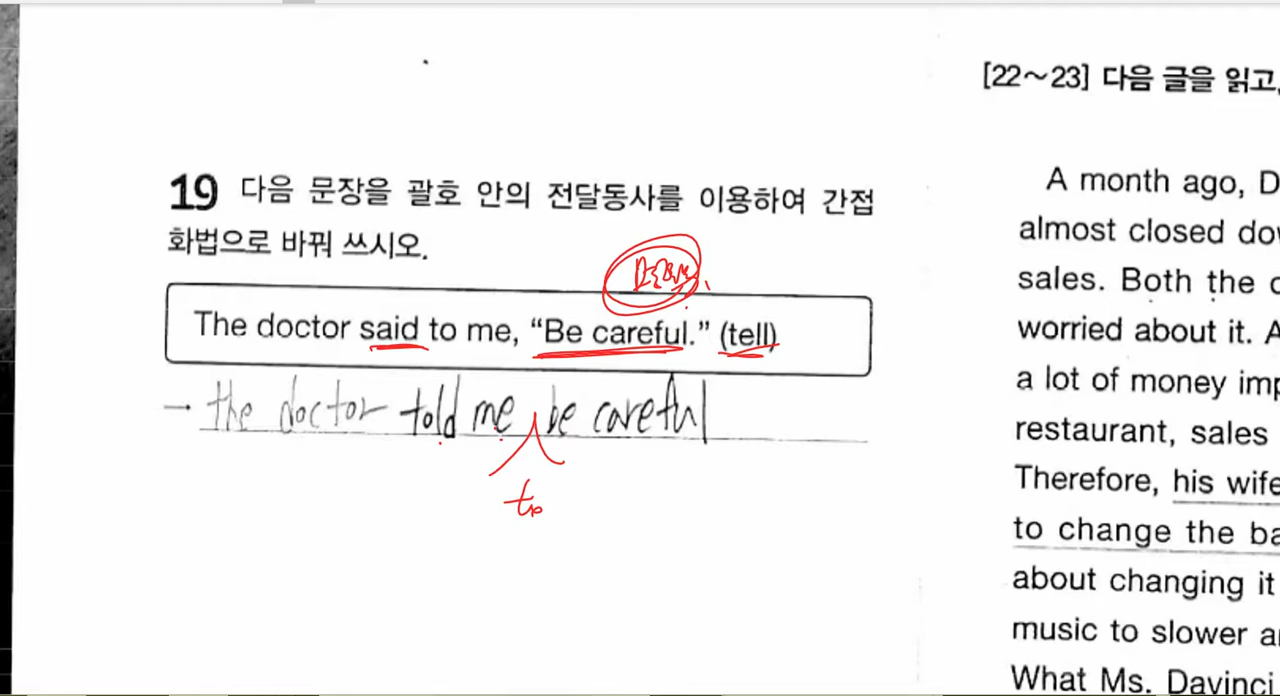 19 다음 문장을 괄호 안의 전달동사를 이용하여 간접
화법으로 바꿔 쓰시오.
The doctor said to me, “Be careful.” (tell)
→ the doctor told me be careful
to
[22～23] 다음 글을 읽고,
A month ago, D
almost closed dow
sales. Both the c
worried about it. A
a lot of money imp
restaurant, sales
Therefore, his wife
to change the ba
about changing it
music to slower a
What Ms. Davinci